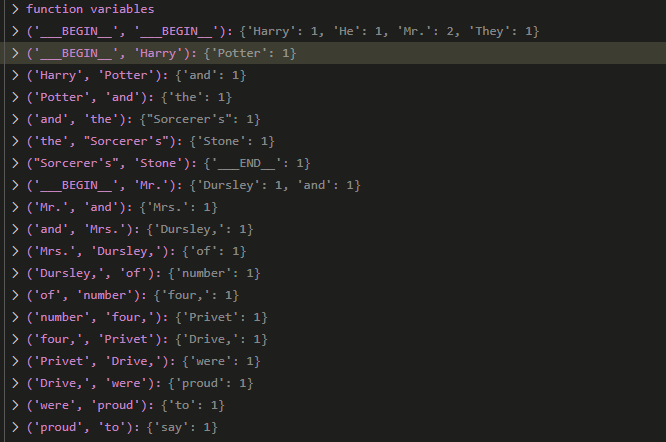 > function variables
> ('___BEGIN__', '___BEGIN__'): {'Harry': 1, 'He': 1, 'Mr.': 2, 'They': 1}
> ('___BEGIN__', 'Harry'): {'Potter': 1}
> ('Harry', 'Potter'): {'and': 1}
> ('Potter', 'and'): {'the': 1}
> ('and', 'the'): {"Sorcerer's": 1}
> ('the', "Sorcerer's"): {'Stone': 1}
> ("Sorcerer's", 'Stone'): {'___END__': 1}
> ('___BEGIN__', 'Mr.'): {'Dursley': 1, 'and': 1}
> ('Mr.', 'and'): {'Mrs.': 1}
> ('and', 'Mrs.'): {'Dursley,': 1}
> ('Mrs.', 'Dursley,'): {'of': 1}
> ('Dursley,', 'of'): {'number': 1}
> ('of', 'number'): {'four,': 1}
> ('number', 'four,'): {'Privet': 1}
> ('four,', 'Privet'): {'Drive,': 1}
> ('Privet', 'Drive,'): {'were': 1}
> ('Drive,', 'were'): {'proud': 1}
> ('were', 'proud'): {'to': 1}
> ('proud', 'to'): {'say': 1}